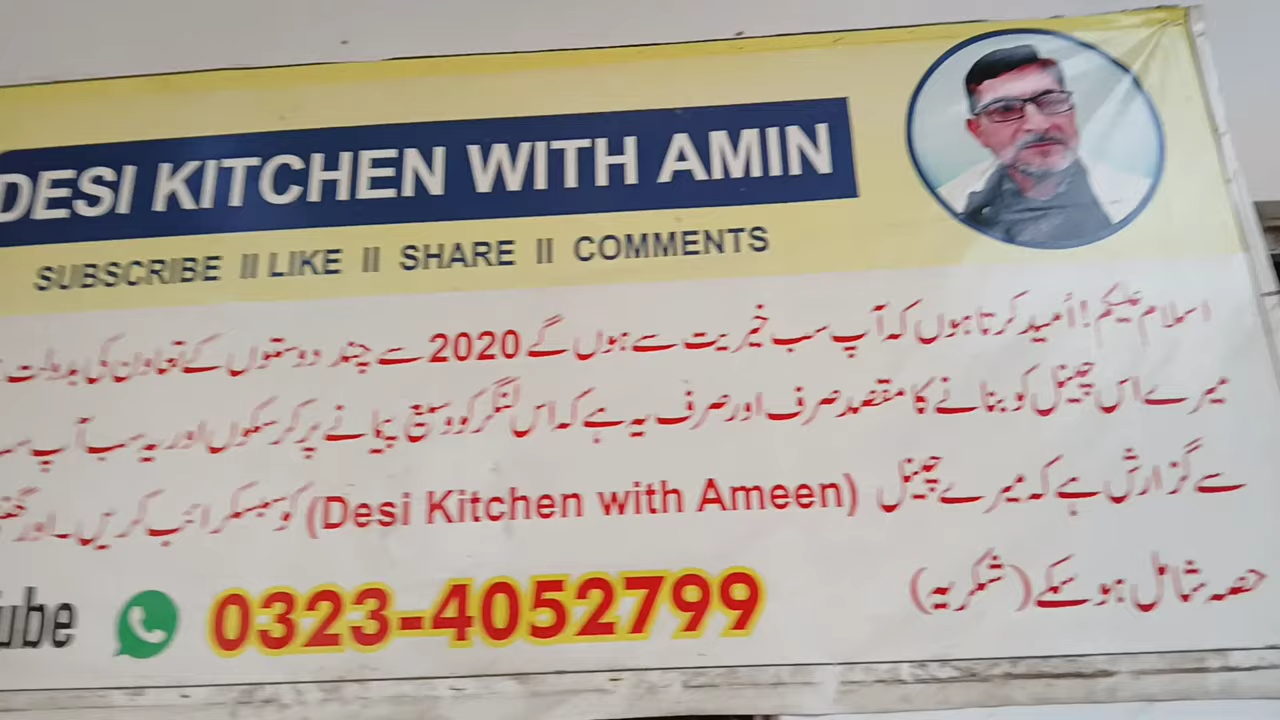 DESI KITCHEN WITH AMIN
SUBSCRIBE II LIKE II SHARE II COMMENTS
اسلام علیکم! اُمید کرتا ہوں کہ آپ سب خیریت سے ہوں گے 2020 سے چند دوستوں کے تعاون کی بدولت
میرے اس چینل کو بنانے کا مقصد صرف اور صرف یہ ہے کہ اس لنگر کو وسیع پیمانے پر کر سکوں اور یہ سب آپ
سے گزارش ہے کہ میرے چینل (Desi Kitchen with Ameen) کو سبسکرائب کریں۔ اور
حصہ شامل ہو سکے (شکریہ)
ube 0323-4052799